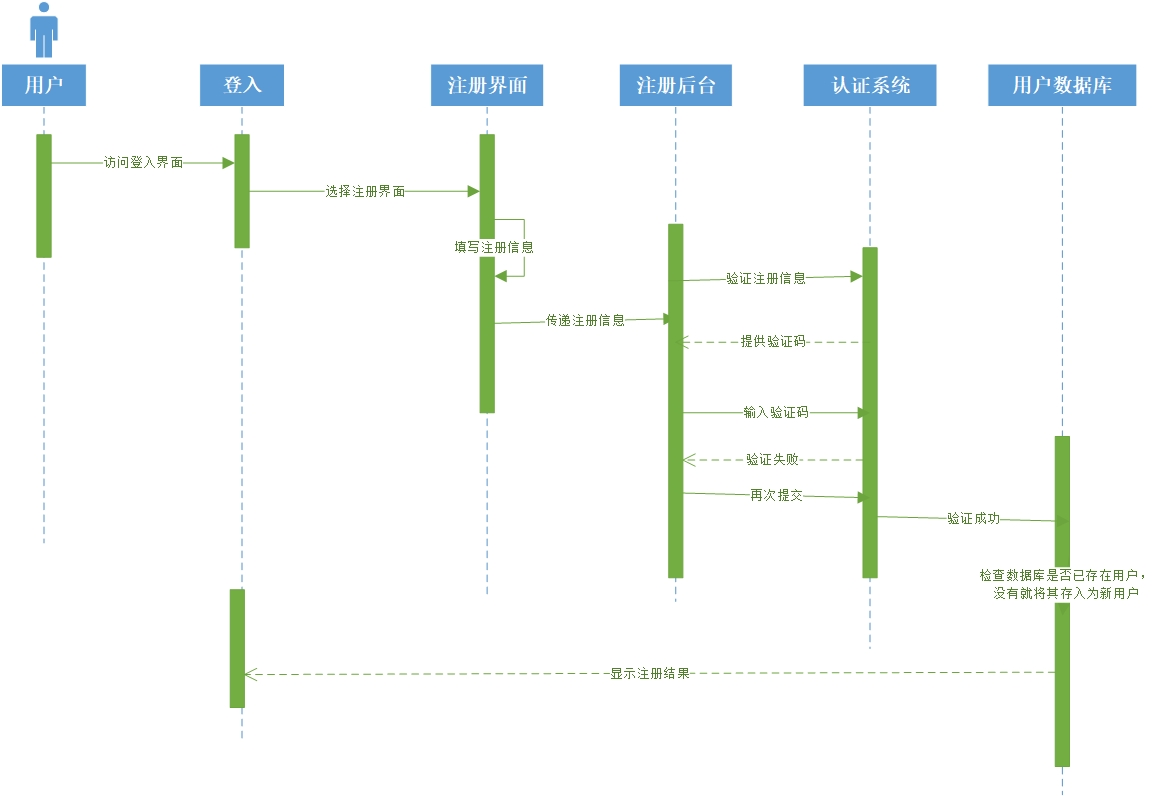 用户
登入
注册界面
注册后台
认证系统
用户数据库
访问登入界面
选择注册界面
填写注册信息
验证注册信息
传递注册信息
提供验证码
输入验证码
验证失败
再次提交
验证成功
检查数据库是否已存在用户，
没有就将其存入为新用户
显示注册结果